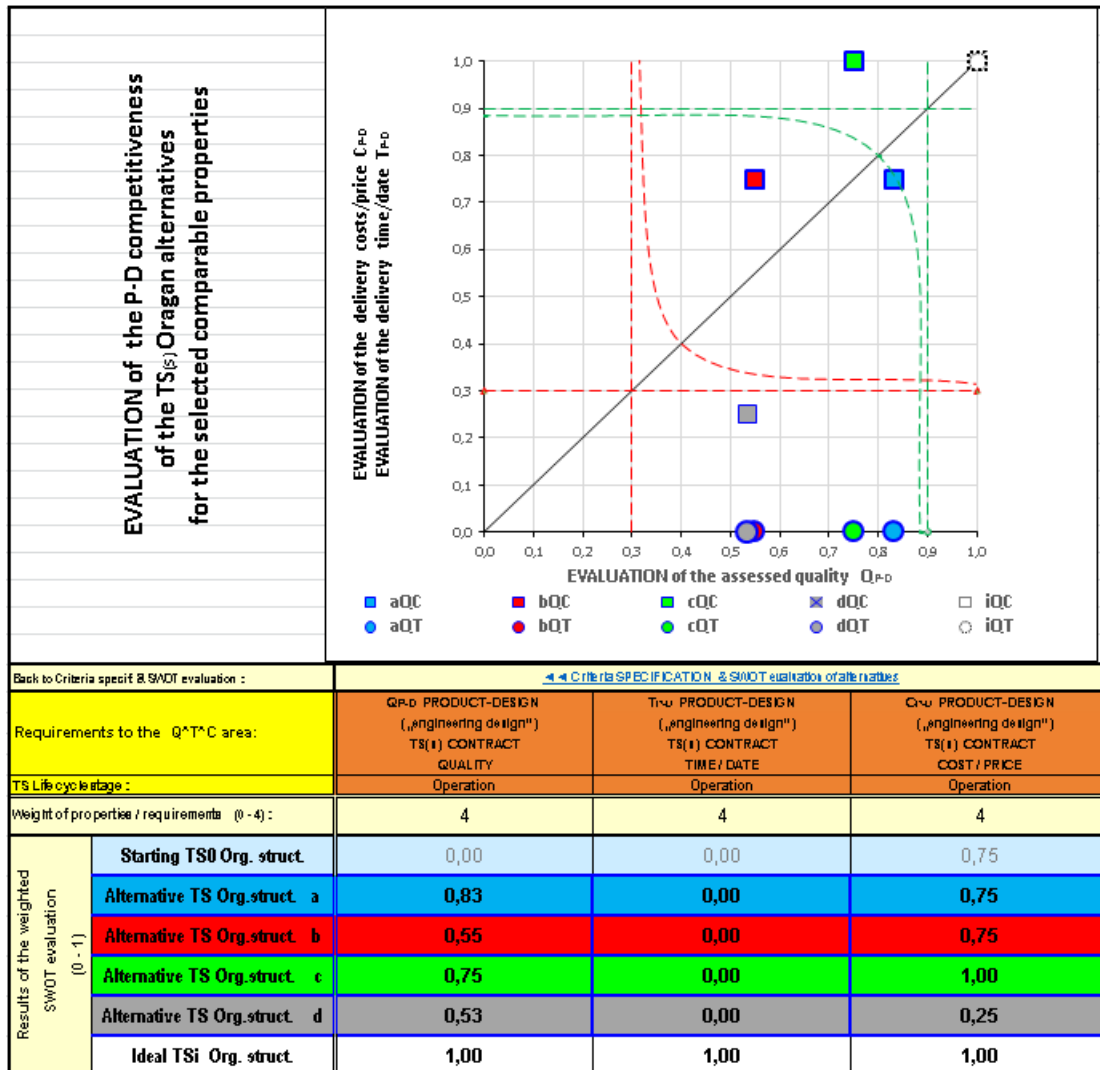 EVALUATION of the P-D competitiveness
of the TS(s) Oragan alternatives
for the selected comparable properties
EVALUATION of the delivery costs/price CP-D
EVALUATION of the delivery time/date TP-D
1,0
0,9
0,8
0,7
0,6
0,5
0,4
0,3
0,2
0,1
0,0
0,0 0,1 0,2 0,3 0,4 0,5 0,6 0,7 0,8 0,9 1,0
EVALUATION of the assessed quality QP-D
aQC bQC cQC dQC iQC
aQT bQT cQT dQT iQT
Back to Criteria specif & SWOT evaluation :
◄◄ Criteria SPECIFICATION & SWOT evaluation of alternatives
Requirements to the Q^T^C area:
QP-D PRODUCT-DESIGN
(„engineering design")
TS(s) CONTRACT
QUALITY
PRODUCT-DESIGN
(„engineering design")
TS(s) CONTRACT
TIME / DATE
PRODUCT-DESIGN
(„engineering design")
TS(s) CONTRACT
COST / PRICE
TS Life cycle stage : Operation Operation Operation
Weight of properties / requirements (0 - 4) : 4 4 4
Results of the weighted
SWOT evaluation
(0 - 1)
Starting TS0 Org. struct. 0,00 0,00 0,75
Alternative TS Org.struct. a 0,83 0,00 0,75
Alternative TS Org.struct. b 0,55 0,00 0,75
Alternative TS Org.struct. c 0,75 0,00 1,00
Alternative TS Org.struct. d 0,53 0,00 0,25
Ideal TSi Org. struct. 1,00 1,00 1,00